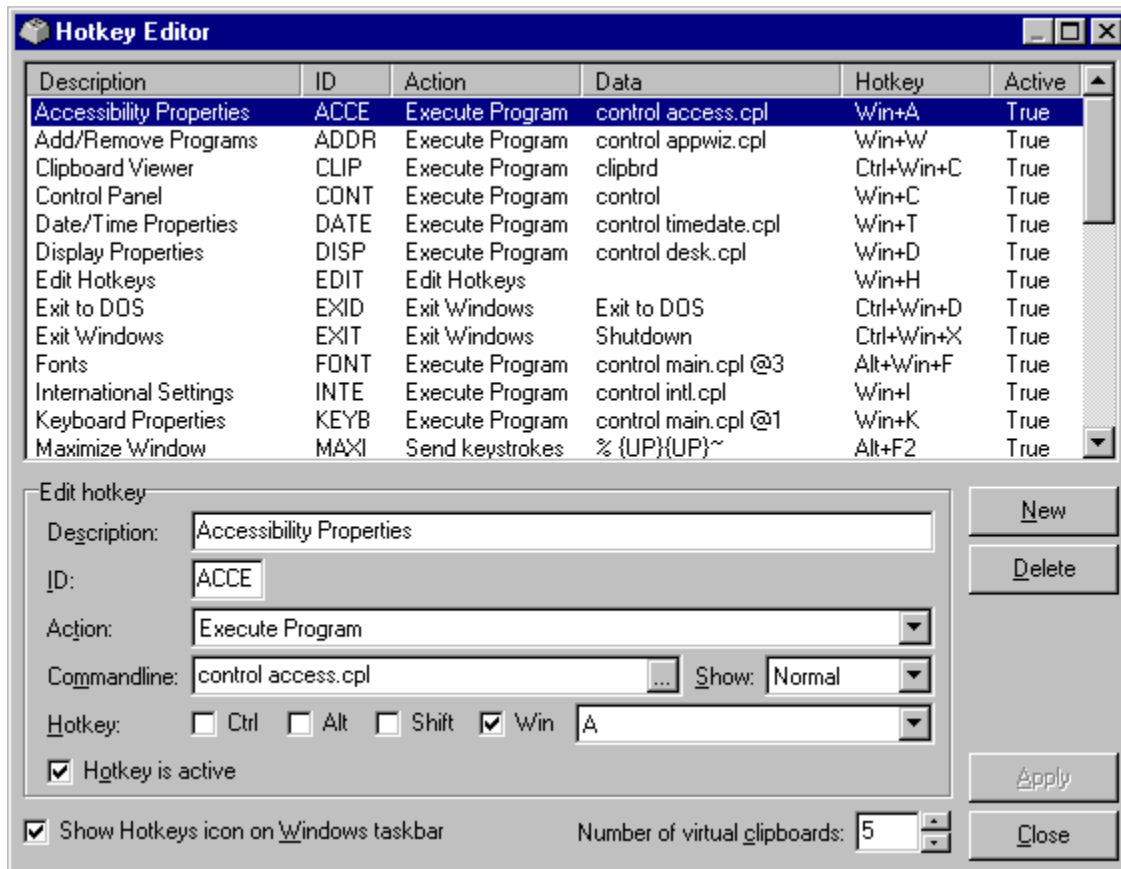 Hotkey Editor
Description ID Action Data Hotkey Active
Accessibility Properties ACCE Execute Program control access.cpl Win+A True
Add/Remove Programs ADDR Execute Program control appwiz.cpl Win+W True
Clipboard Viewer CLIP Execute Program clipbrd Ctrl+Win+C True
Control Panel CONT Execute Program control Win+C True
Date/Time Properties DATE Execute Program control timedate.cpl Win+T True
Display Properties DISP Execute Program control desk.cpl Win+D True
Edit Hotkeys EDIT Edit Hotkeys Win+H True
Exit to DOS EXID Exit Windows Exit to DOS Ctrl+Win+D True
Exit Windows EXIT Exit Windows Shutdown Ctrl+Win+X True
Fonts FONT Execute Program control main.cpl @3 Alt+Win+F True
International Settings INTE Execute Program control intl.cpl Win+I True
Keyboard Properties KEYB Execute Program control main.cpl @1 Win+K True
Maximize Window MAXI Send keystrokes % {UP}{UP}~ Alt+F2 True
Edit hotkey
New
Description: Accessibility Properties
Delete
ID: ACCE
Action: Execute Program
Commandline: control access.cpl ... Show: Normal
Hotkey: Ctrl Alt Shift Win A
Hotkey is active
Apply
Show Hotkeys icon on Windows taskbar Number of virtual clipboards: 5 Close